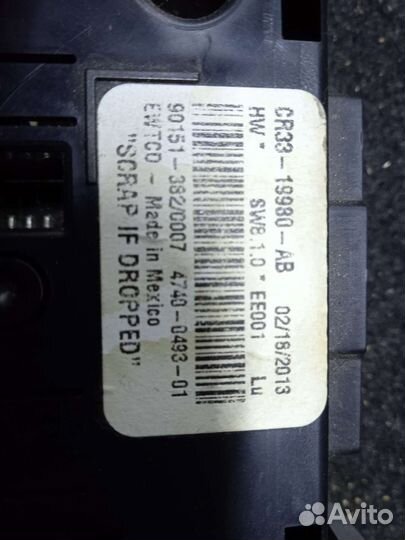 CR33-19980-AB 02/18/2013
HW * SW8.1.0 * EE001 Lu
90151-382/0007 4740-0493-01
EWTCO - Made in Mexico
"SCRAP IF DROPPED"
Avito